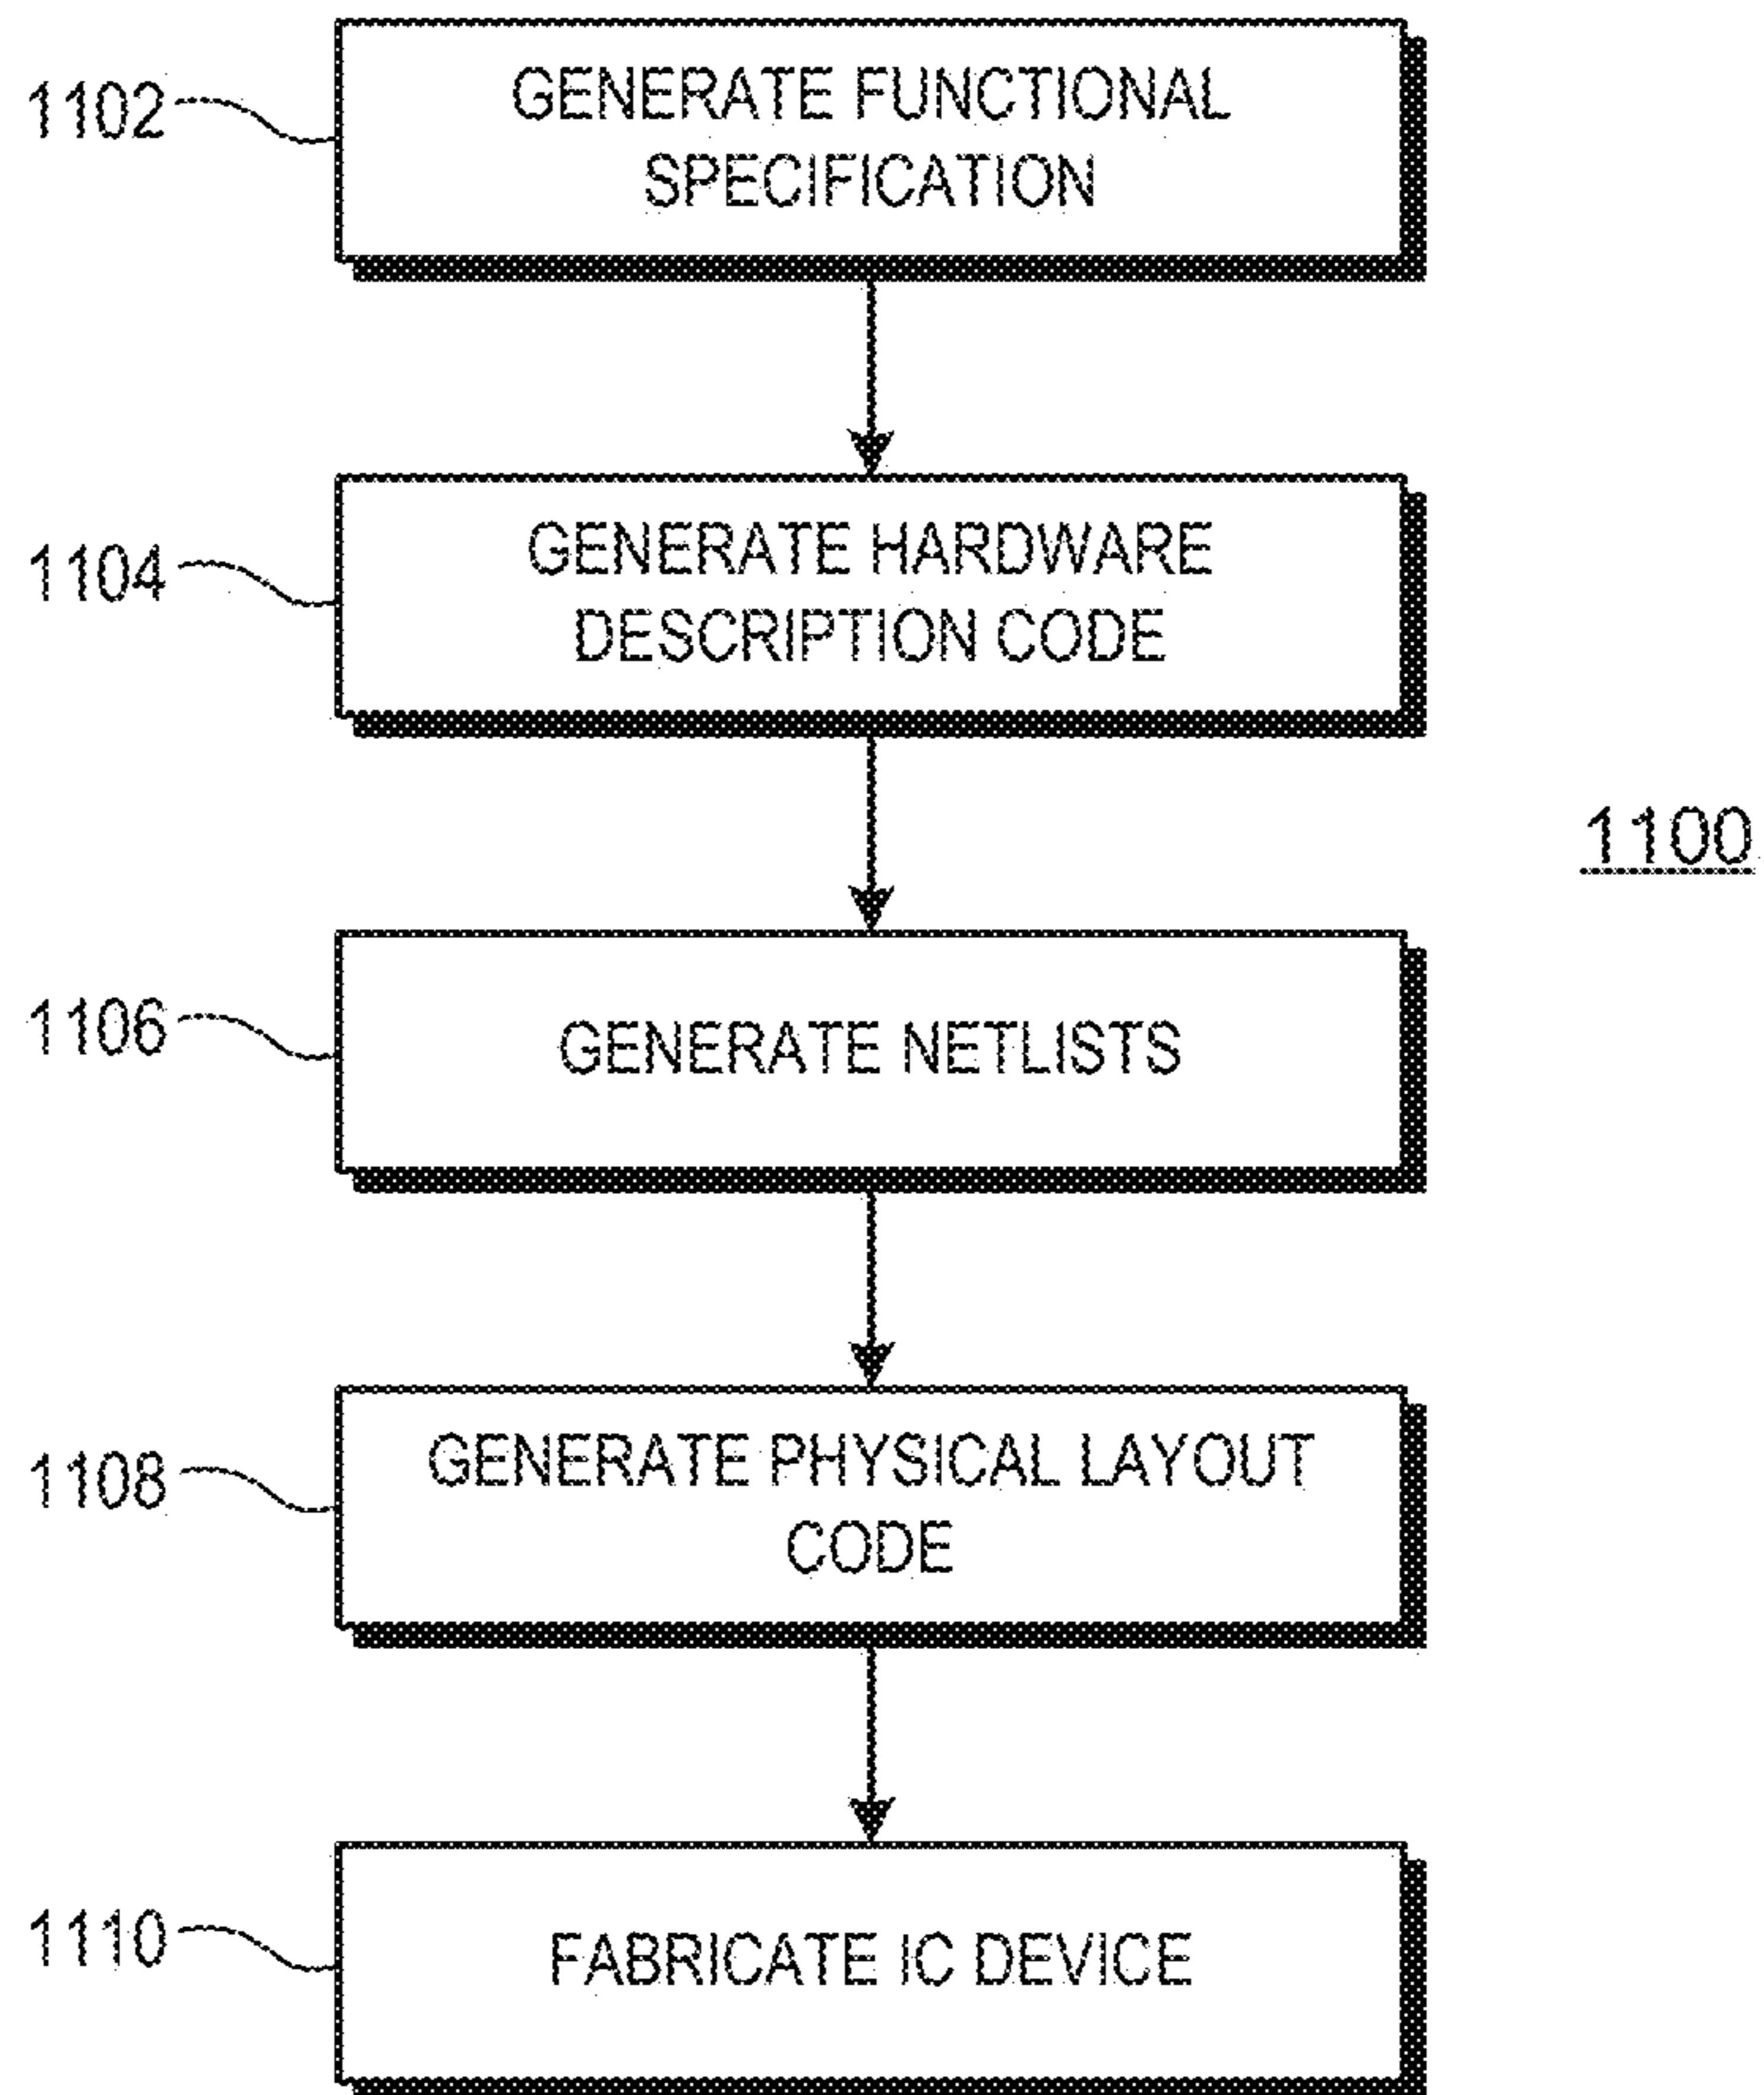 1102
GENERATE FUNCTIONAL
SPECIFICATION
1104
GENERATE HARDWARE
DESCRIPTION CODE
1100
1106
GENERATE NETLISTS
1108
GENERATE PHYSICAL LAYOUT
CODE
1110
FABRICATE IC DEVICE